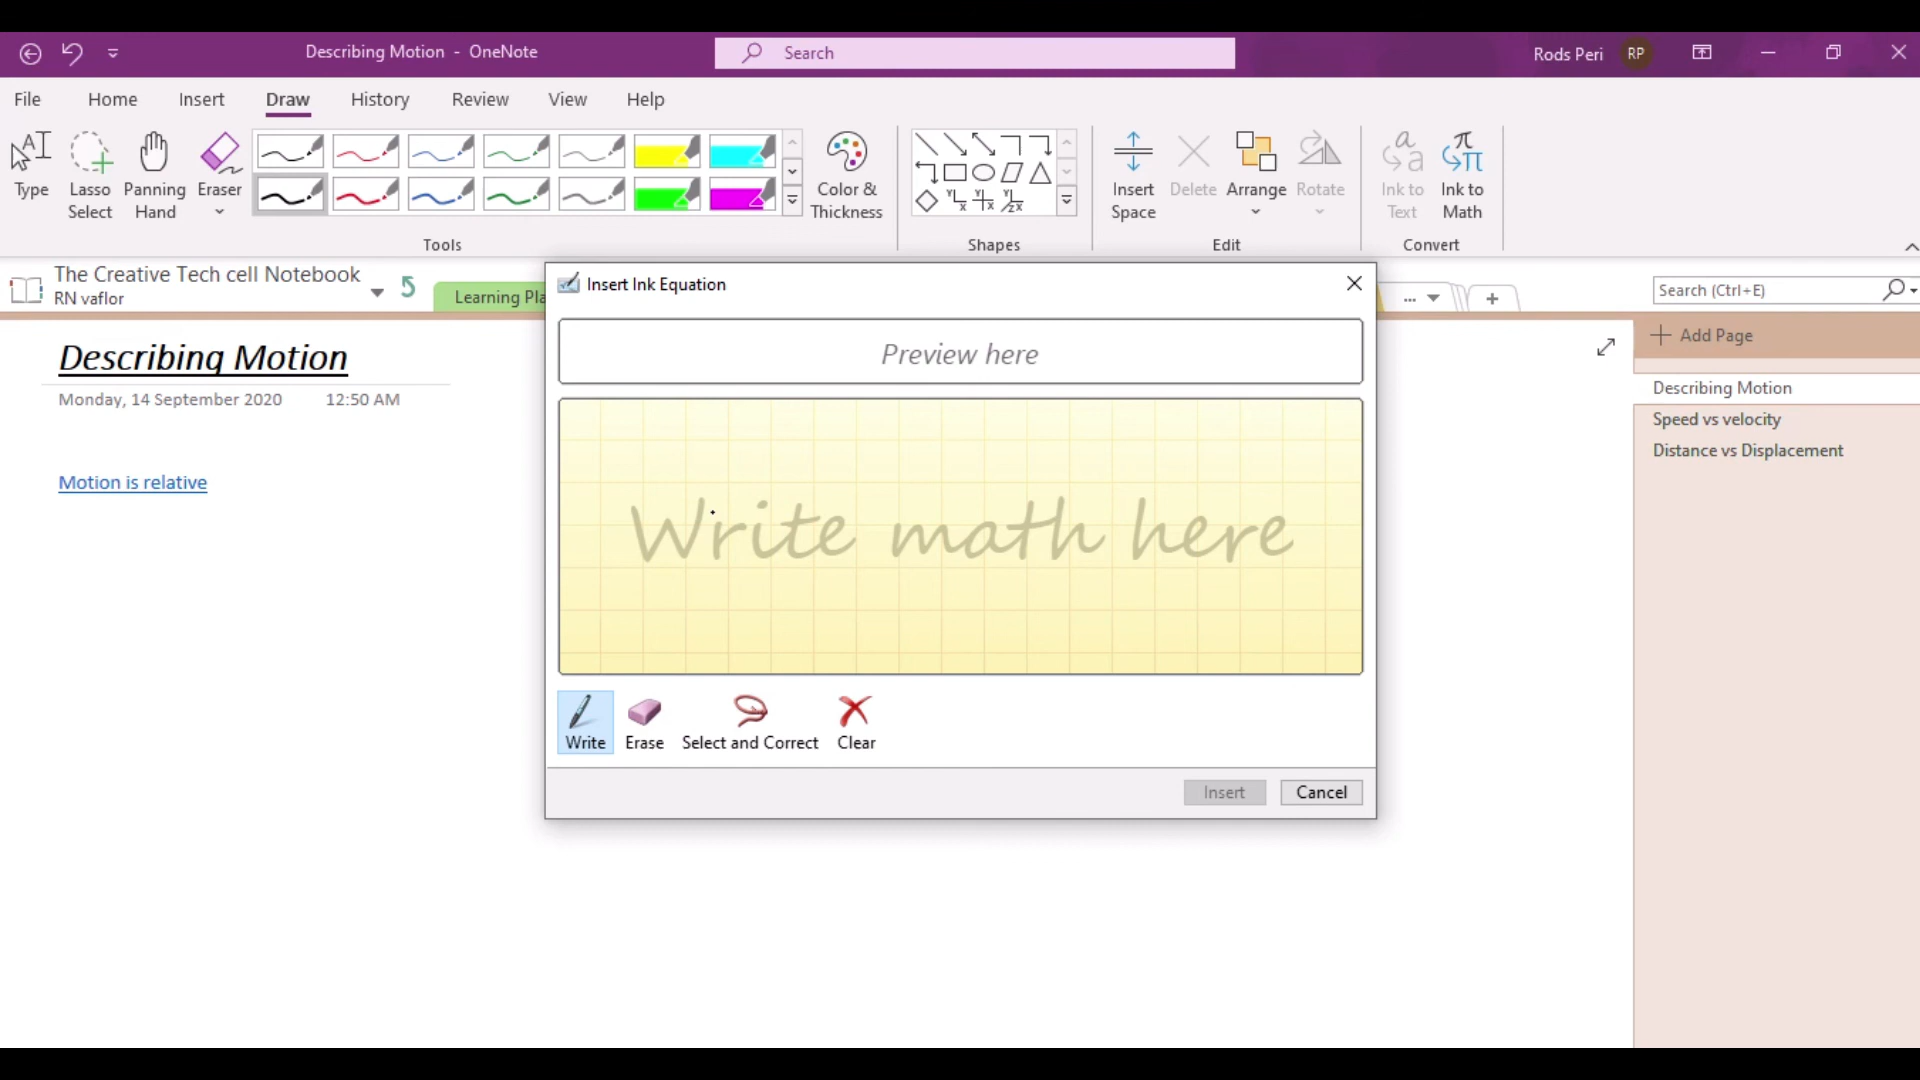 Describing Motion - OneNote
Search
Rods Peri
RP
File
Home
Insert
Draw
History
Review
View
Help
Type
Lasso Select
Panning Hand
Eraser
Color & Thickness
Insert Space
Delete
Arrange
Rotate
Ink to Text
Ink to Math
Tools
Shapes
Edit
Convert
The Creative Tech cell Notebook
RN vaflor
Learning Pla
...
Search (Ctrl+E)
Insert Ink Equation
Preview here
Write math here
Write
Erase
Select and Correct
Clear
Insert
Cancel
Describing Motion
Monday, 14 September 2020
12:50 AM
Motion is relative
Add Page
Describing Motion
Speed vs velocity
Distance vs Displacement